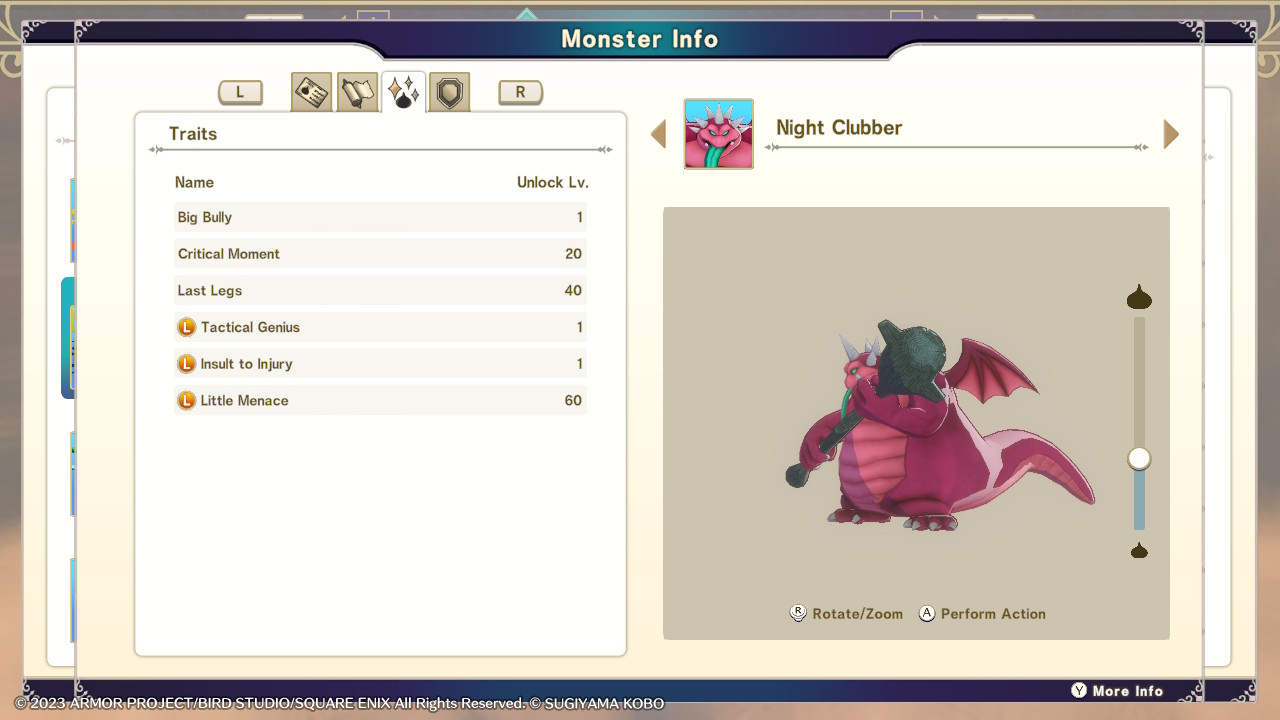 Monster Info
L
R
Traits
Night Clubber
Name Unlock Lv.
Big Bully 1
Critical Moment 20
Last Legs 40
L Tactical Genius 1
L Insult to Injury 1
L Little Menace 60
R Rotate/Zoom A Perform Action
Y More Info
© 2023 ARMOR PROJECT/BIRD STUDIO/SQUARE ENIX All Rights Reserved. © SUGIYAMA KOBO